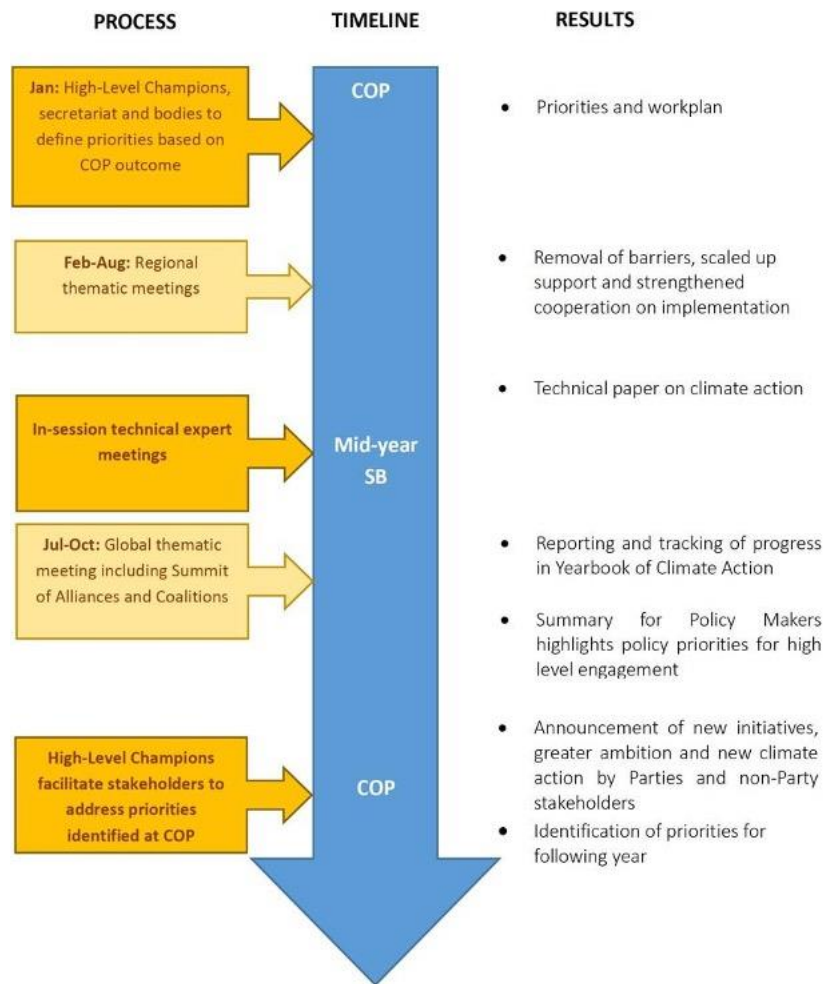 PROCESS
TIMELINE
RESULTS
Jan: High-Level Champions,
secretariat and bodies to
define priorities based on
COP outcome
COP
• Priorities and workplan
Feb-Aug: Regional
thematic meetings
• Removal of barriers, scaled up
support and strengthened
cooperation on implementation
• Technical paper on climate action
In-session technical expert
meetings
Mid-year
SB
Jul-Oct: Global thematic
meeting including Summit
of Alliances and Coalitions
• Reporting and tracking of progress
in Yearbook of Climate Action
• Summary for Policy Makers
highlights policy priorities for high
level engagement
High-Level Champions
facilitate stakeholders to
address priorities
identified at COP
COP
• Announcement of new initiatives,
greater ambition and new climate
action by Parties and non-Party
stakeholders
• Identification of priorities for
following year